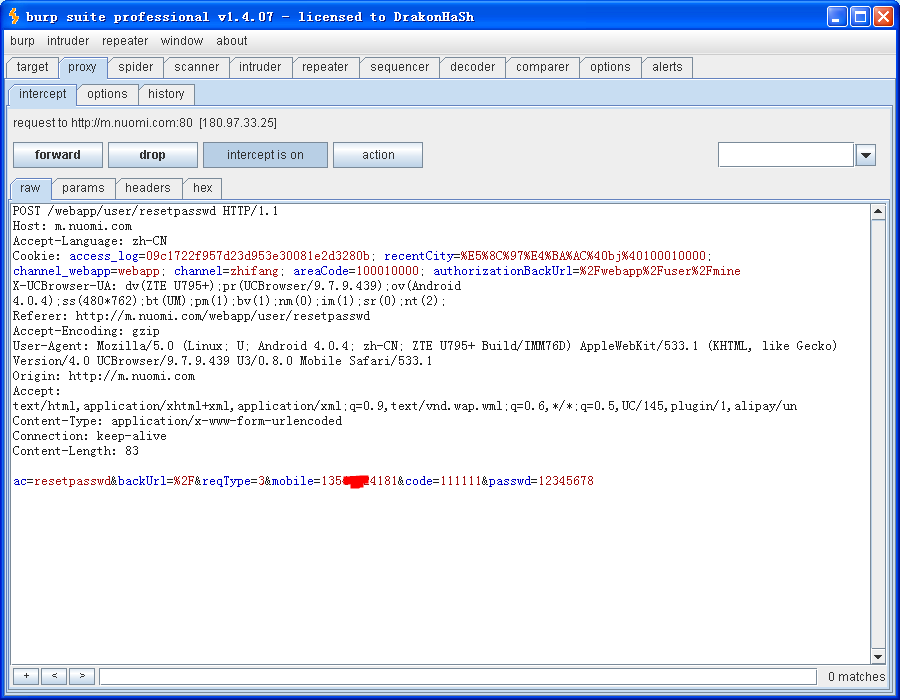 burp suite professional v1.4.07 - licensed to DrakonHaSh
burp intruder repeater window about
target proxy spider scanner intruder repeater sequencer decoder comparer options alerts
intercept options history
request to http://m.nuomi.com:80 [180.97.33.25]
forward drop intercept is on action
raw params headers hex
POST /webapp/user/resetpasswd HTTP/1.1
Host: m.nuomi.com
Accept-Language: zh-CN
Cookie: access_log=09c1722f957d23d953e30081e2d3280b; recentCity=%E5%8C%97%E4%BA%AC%40bj%40100010000;
channel_webapp=webapp; channel=zhifang; areaCode=100010000; authorizationBackUrl=%2Fwebapp%2Fuser%2Fmine
X-UCBrowser-UA: dv(ZTE U795+);pr(UCBrowser/9.7.9.439);ov(Android
4.0.4);ss(480*762);bt(UM);pm(1);bv(1);nm(0);im(1);sr(0);nt(2);
Referer: http://m.nuomi.com/webapp/user/resetpasswd
Accept-Encoding: gzip
User-Agent: Mozilla/5.0 (Linux; U; Android 4.0.4; zh-CN; ZTE U795+ Build/IMM76D) AppleWebKit/533.1 (KHTML, like Gecko)
Version/4.0 UCBrowser/9.7.9.439 U3/0.8.0 Mobile Safari/533.1
Origin: http://m.nuomi.com
Accept:
text/html,application/xhtml+xml,application/xml;q=0.9,text/vnd.wap.wml;q=0.6,*/*;q=0.5,UC/145,plugin/1,alipay/un
Content-Type: application/x-www-form-urlencoded
Connection: keep-alive
Content-Length: 83
ac=resetpasswd&backUrl=%2F&reqType=3&mobile=135 4181&code=111111&passwd=12345678
+ < > 0 matches